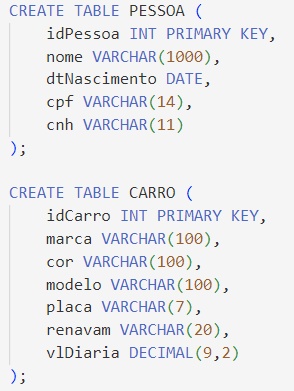 CREATE TABLE PESSOA (
    idPessoa INT PRIMARY KEY,
    nome VARCHAR(1000),
    dtNascimento DATE,
    cpf VARCHAR(14),
    cnh VARCHAR(11)
);

CREATE TABLE CARRO (
    idCarro INT PRIMARY KEY,
    marca VARCHAR(100),
    cor VARCHAR(100),
    modelo VARCHAR(100),
    placa VARCHAR(7),
    renavam VARCHAR(20),
    vlDiaria DECIMAL(9,2)
);